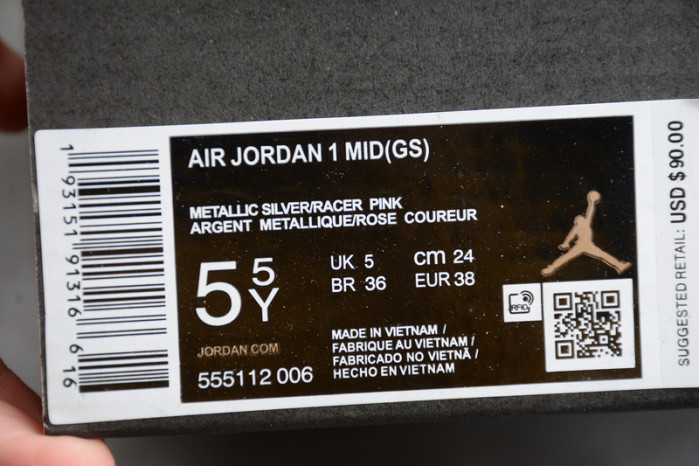 1 93151 91316 6 16
AIR JORDAN 1 MID(GS)
METALLIC SILVER/RACER PINK
ARGENT METALLIQUE/ROSE COUREUR
5 5 Y
UK 5 cm 24
BR 36 EUR 38
RFID
JORDAN.COM
555112 006
MADE IN VIETNAM /
FABRIQUE AU VIETNAM /
FABRICADO NO VIETNÃ /
HECHO EN VIETNAM
SUGGESTED RETAIL: USD $90.00